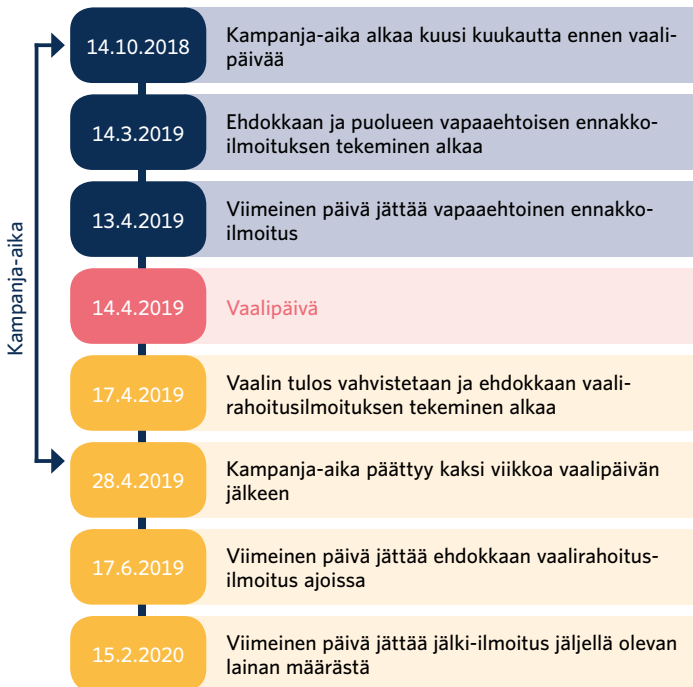 Kampanja-aika
14.10.2018
Kampanja-aika alkaa kuusi kuukautta ennen vaali-
päivää
14.3.2019
Ehdokkaan ja puolueen vapaaehtoisen ennakko-
ilmoituksen tekeminen alkaa
13.4.2019
Viimeinen päivä jättää vapaaehtoinen ennakko-
ilmoitus
14.4.2019
Vaalipäivä
17.4.2019
Vaalin tulos vahvistetaan ja ehdokkaan vaali-
rahoitusilmoituksen tekeminen alkaa
28.4.2019
Kampanja-aika päättyy kaksi viikkoa vaalipäivän
jälkeen
17.6.2019
Viimeinen päivä jättää ehdokkaan vaalirahoitus-
ilmoitus ajoissa
15.2.2020
Viimeinen päivä jättää jälki-ilmoitus jäljellä olevan
lainan määrästä